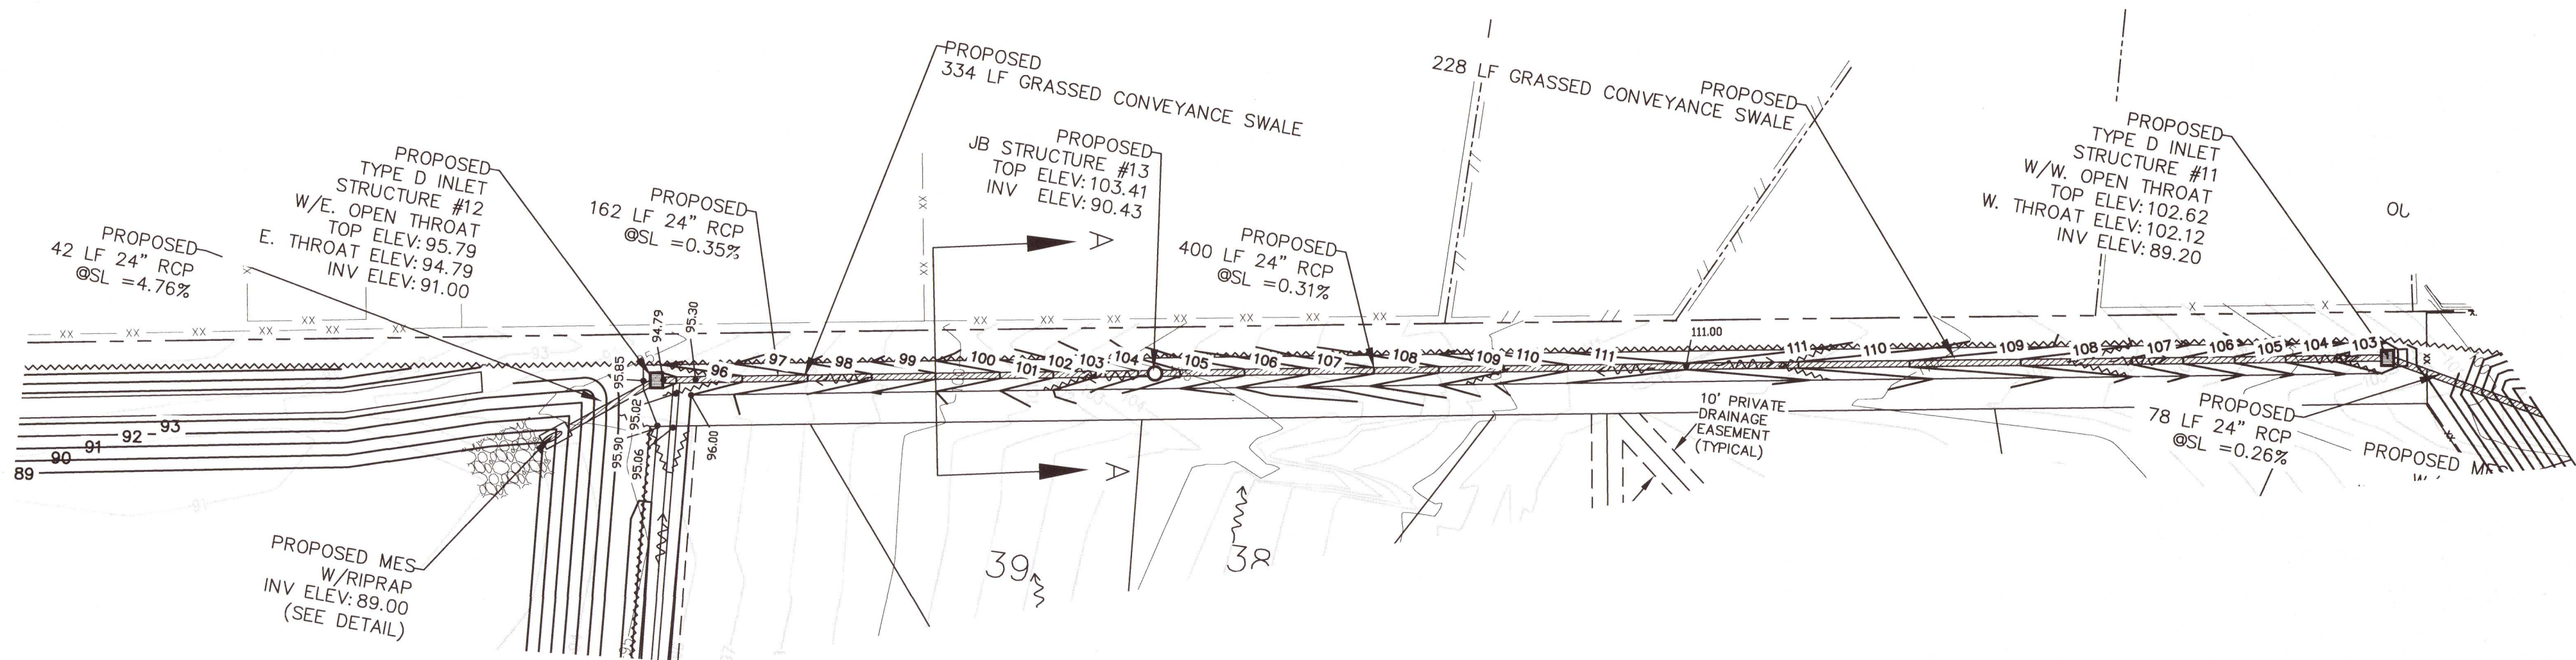 PROPOSED
42 LF 24" RCP
@SL =4.76%
PROPOSED
TYPE D INLET
STRUCTURE #12
W/E. OPEN THROAT
TOP ELEV: 95.79
E. THROAT ELEV: 94.79
INV ELEV: 91.00
PROPOSED
162 LF 24" RCP
@SL =0.35%
PROPOSED
334 LF GRASSED CONVEYANCE SWALE
PROPOSED
JB STRUCTURE #13
TOP ELEV: 103.41
INV ELEV: 90.43
PROPOSED
400 LF 24" RCP
@SL =0.31%
PROPOSED
228 LF GRASSED CONVEYANCE SWALE
PROPOSED
TYPE D INLET
STRUCTURE #11
W/W. OPEN THROAT
TOP ELEV: 102.62
W. THROAT ELEV: 102.12
INV ELEV: 89.20
A
A
94.79
95.30
95.85
95.02
95.90
95.06
96.00
111.00
96 97 98 99 100 101 102 103 104 105 106 107 108 109 110 111
111 110 109 108 107 106 105 104 103
93
92
91
90
89
10' PRIVATE
DRAINAGE
EASEMENT
(TYPICAL)
PROPOSED
78 LF 24" RCP
@SL =0.26%
PROPOSED
PROPOSED MES
W/RIPRAP
INV ELEV: 89.00
(SEE DETAIL)
39
38